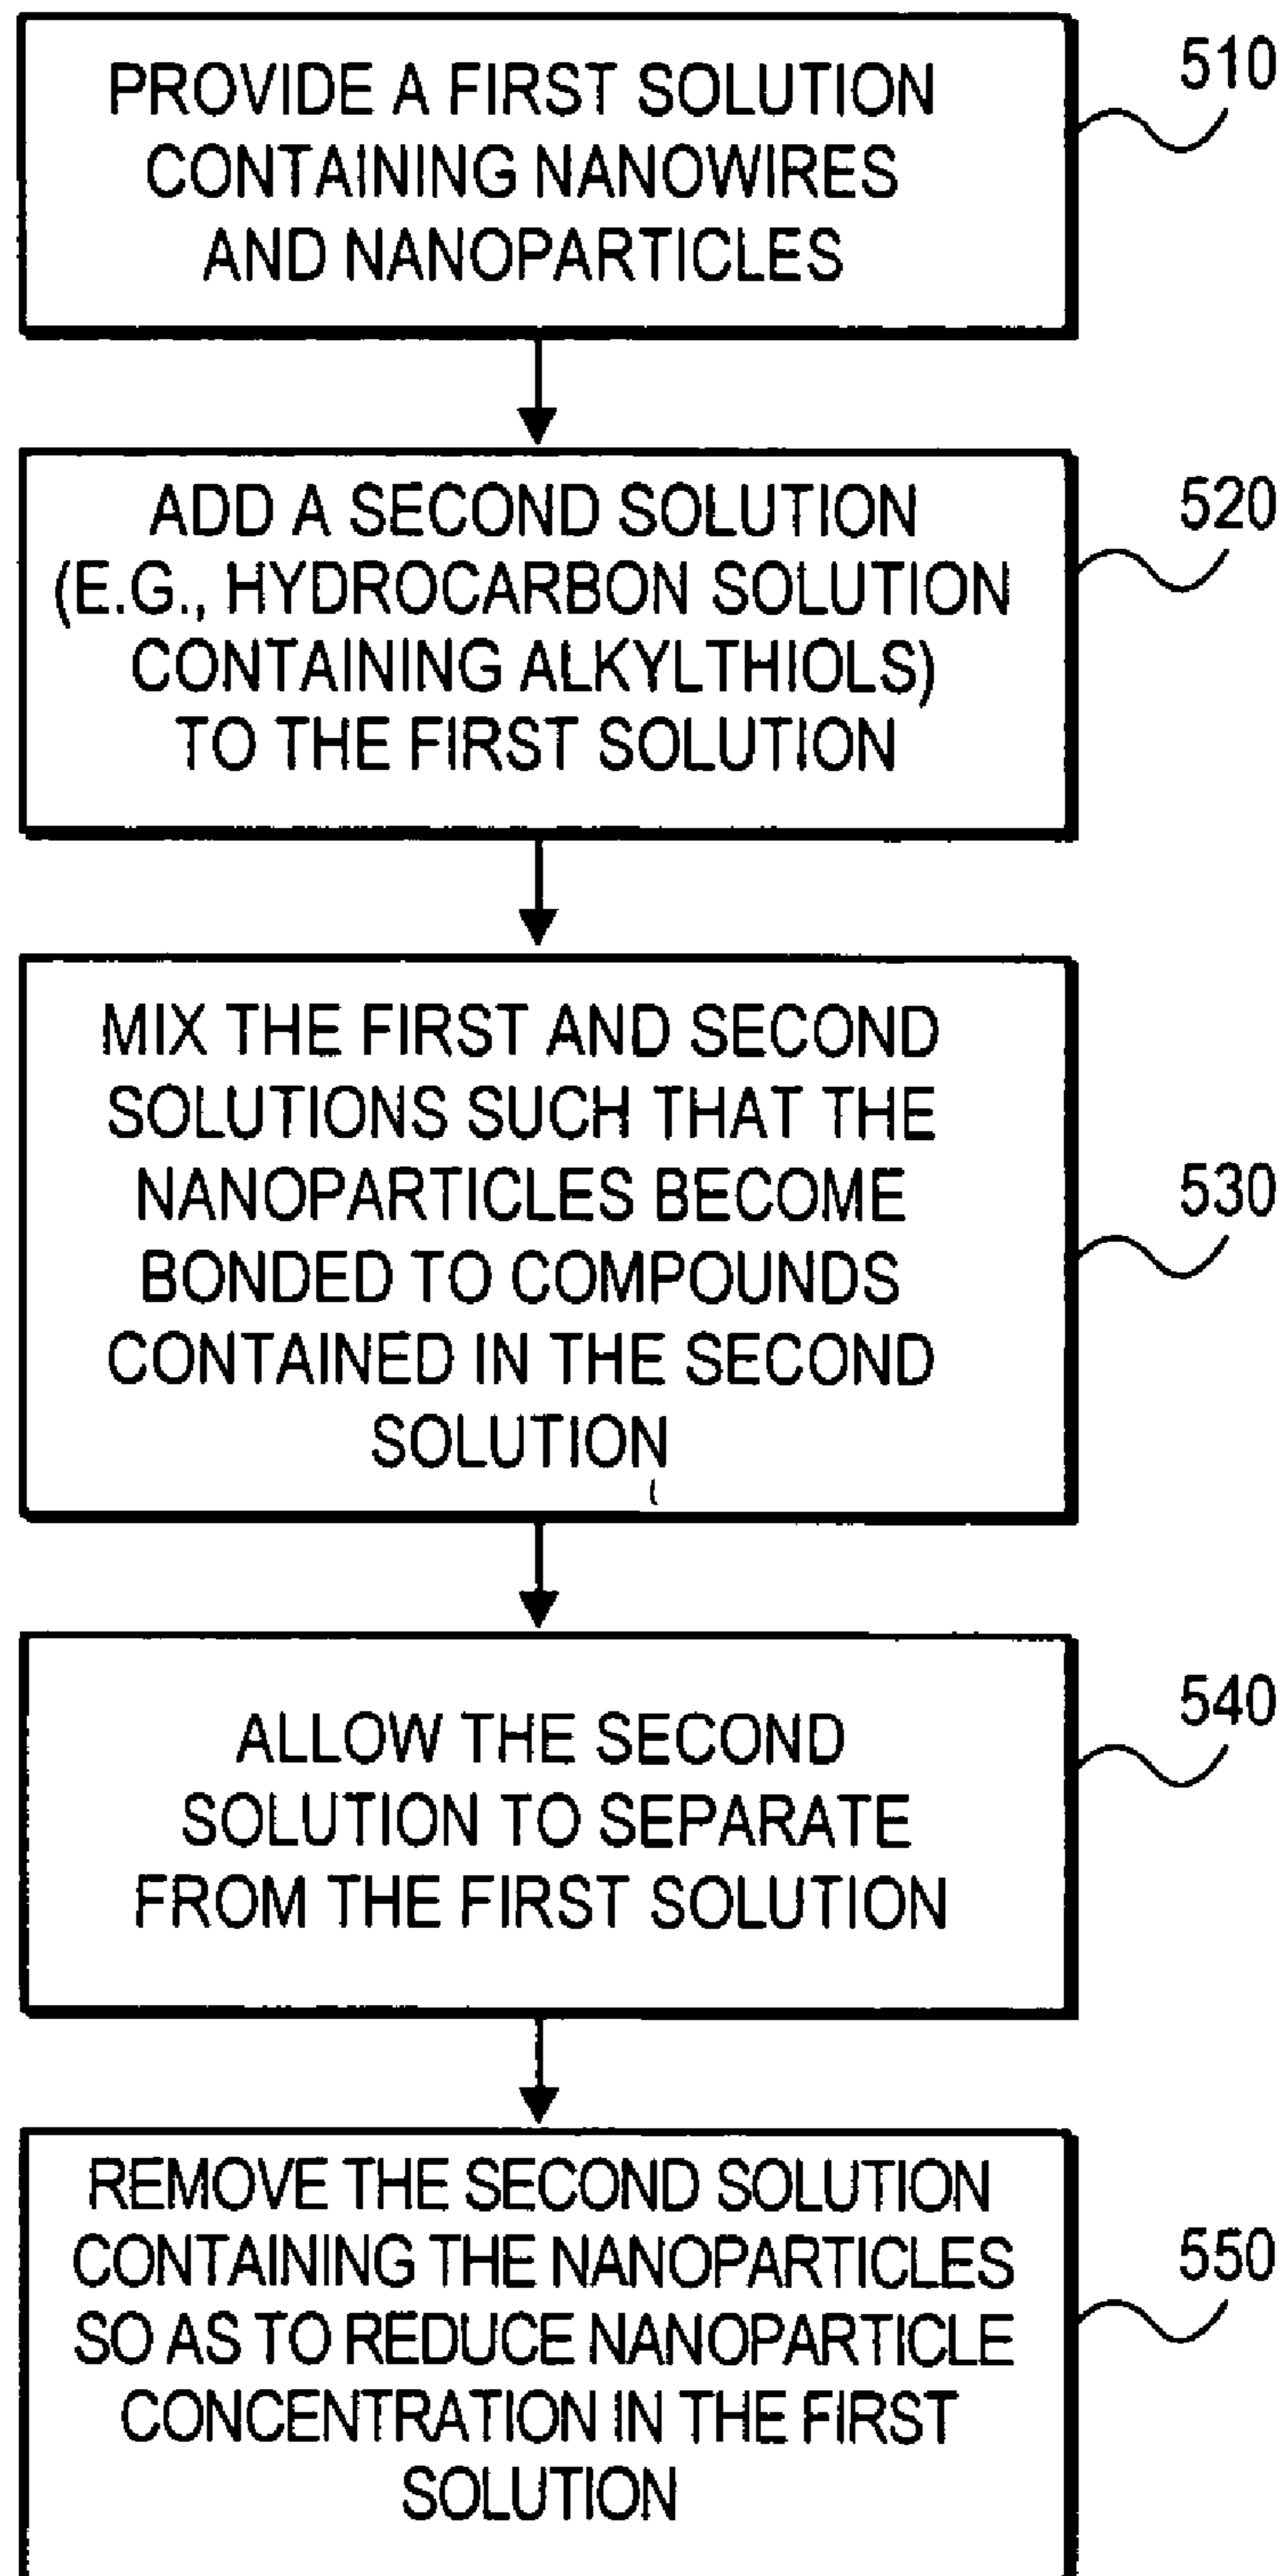 PROVIDE A FIRST SOLUTION
CONTAINING NANOWIRES
AND NANOPARTICLES
510
ADD A SECOND SOLUTION
(E.G., HYDROCARBON SOLUTION
CONTAINING ALKYLTHIOLS)
TO THE FIRST SOLUTION
520
MIX THE FIRST AND SECOND
SOLUTIONS SUCH THAT THE
NANOPARTICLES BECOME
BONDED TO COMPOUNDS
CONTAINED IN THE SECOND
SOLUTION
530
ALLOW THE SECOND
SOLUTION TO SEPARATE
FROM THE FIRST SOLUTION
540
REMOVE THE SECOND SOLUTION
CONTAINING THE NANOPARTICLES
SO AS TO REDUCE NANOPARTICLE
CONCENTRATION IN THE FIRST
SOLUTION
550